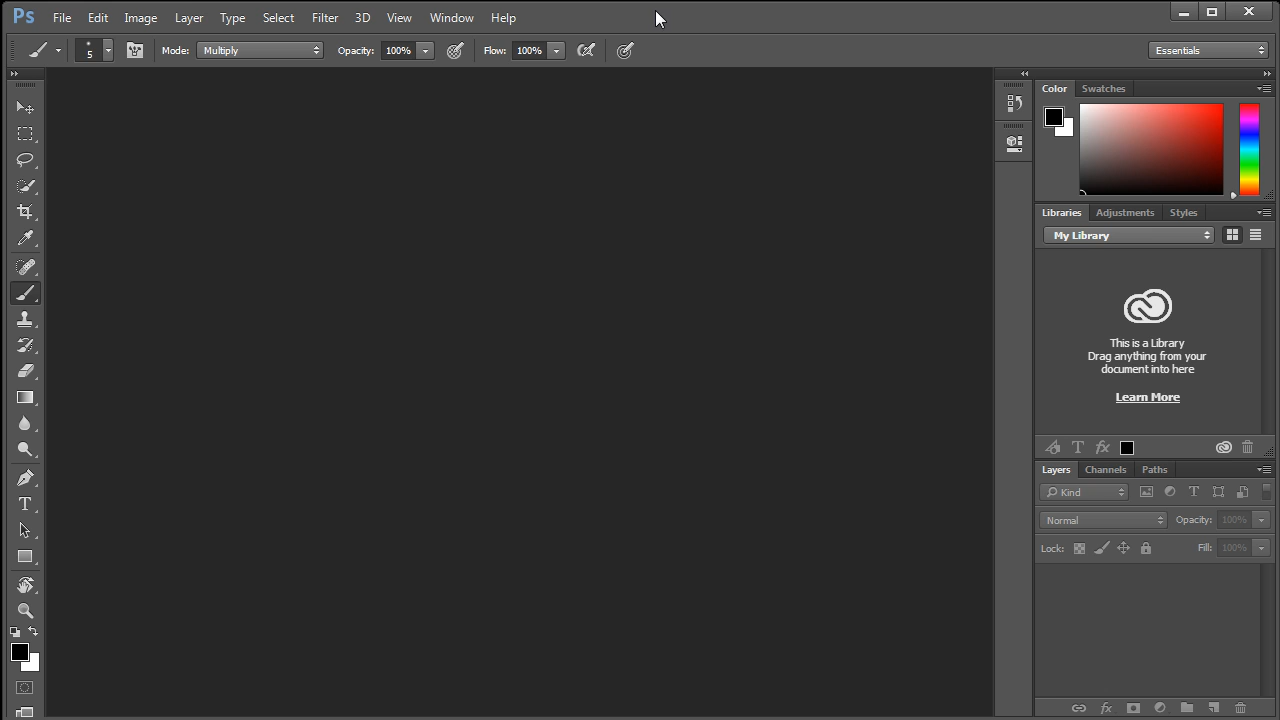 Ps File Edit Image Layer Type Select Filter 3D View Window Help
5 Mode: Multiply Opacity: 100% Flow: 100% Essentials
Color Swatches
Libraries Adjustments Styles
My Library
This is a Library
Drag anything from your
document into here
Learn More
T fx
Layers Channels Paths
Kind T
Normal Opacity: 100%
Lock: Fill: 100%
T
fx